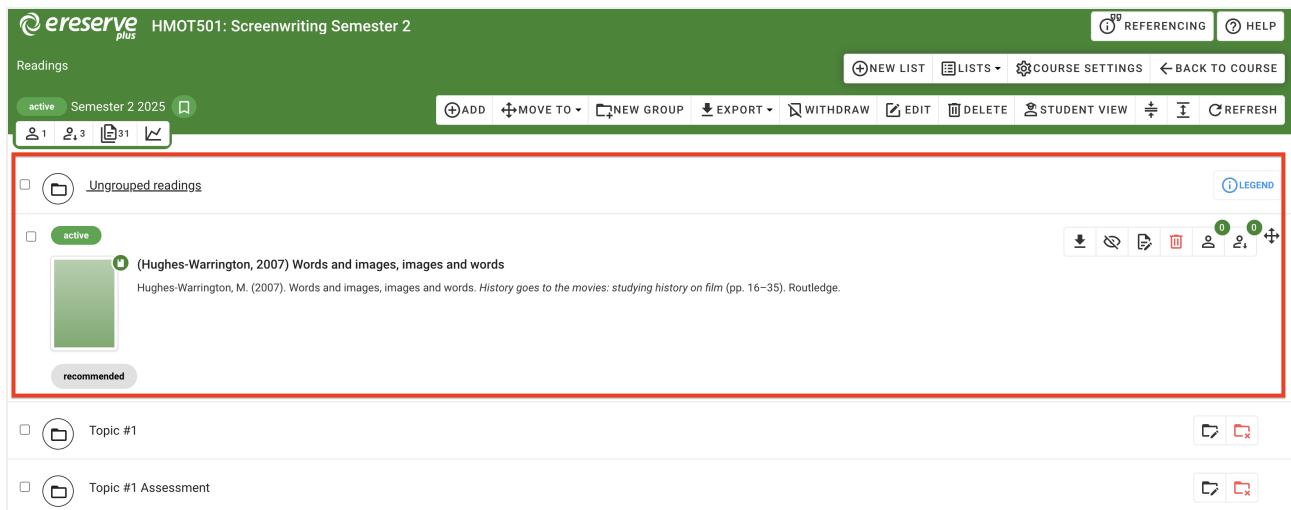 ereserve plus HMOT501: Screenwriting Semester 2 REFERENCING HELP
Readings NEW LIST LISTS COURSE SETTINGS BACK TO COURSE
active Semester 2 2025 ADD MOVE TO NEW GROUP EXPORT WITHDRAW EDIT DELETE STUDENT VIEW REFRESH
1 3 31
Ungrouped readings LEGEND
active 0 0
(Hughes-Warrington, 2007) Words and images, images and words
Hughes-Warrington, M. (2007). Words and images, images and words. History goes to the movies: studying history on film (pp. 16–35). Routledge.
recommended
Topic #1
Topic #1 Assessment